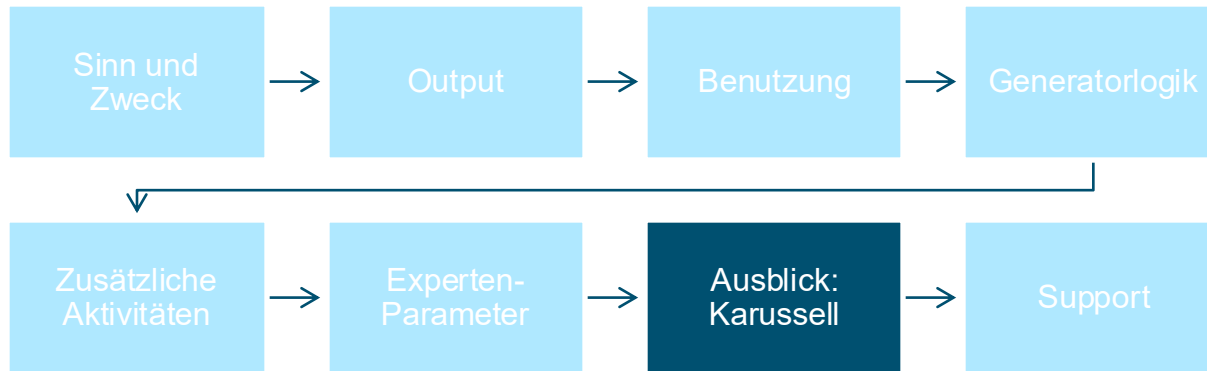 Sinn und
Zweck
Output
Benutzung
Generatorlogik
Zusätzliche
Aktivitäten
Experten-
Parameter
Ausblick:
Karussell
Support